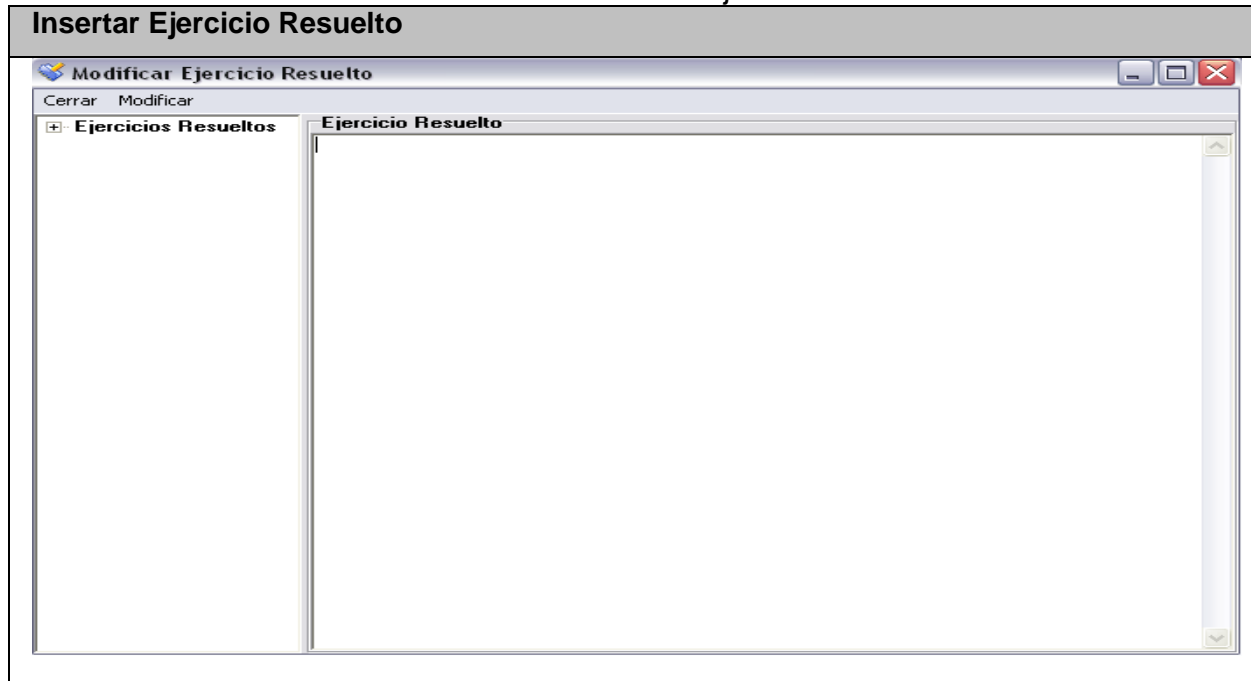 Insertar Ejercicio Resuelto
Modificar Ejercicio Resuelto
Cerrar Modificar
Ejercicios Resueltos
Ejercicio Resuelto